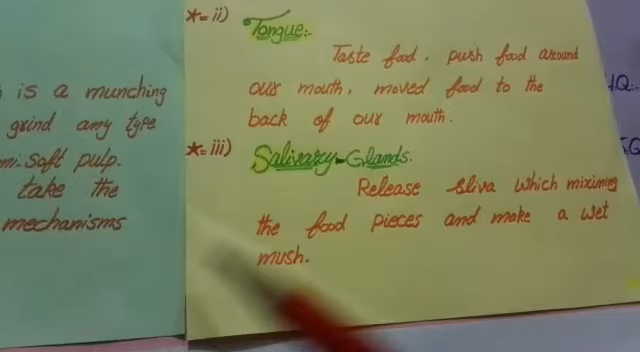 is a munching
grind any type
mi-soft pulp.
take the
mechanisms
*= ii) Tongue:-
Taste food, push food around
our mouth, moved food to the
back of our mouth.
*= iii) Salivary-Glands.
Release sliva which miximing
the food pieces and make a wet
mush.
Q:-